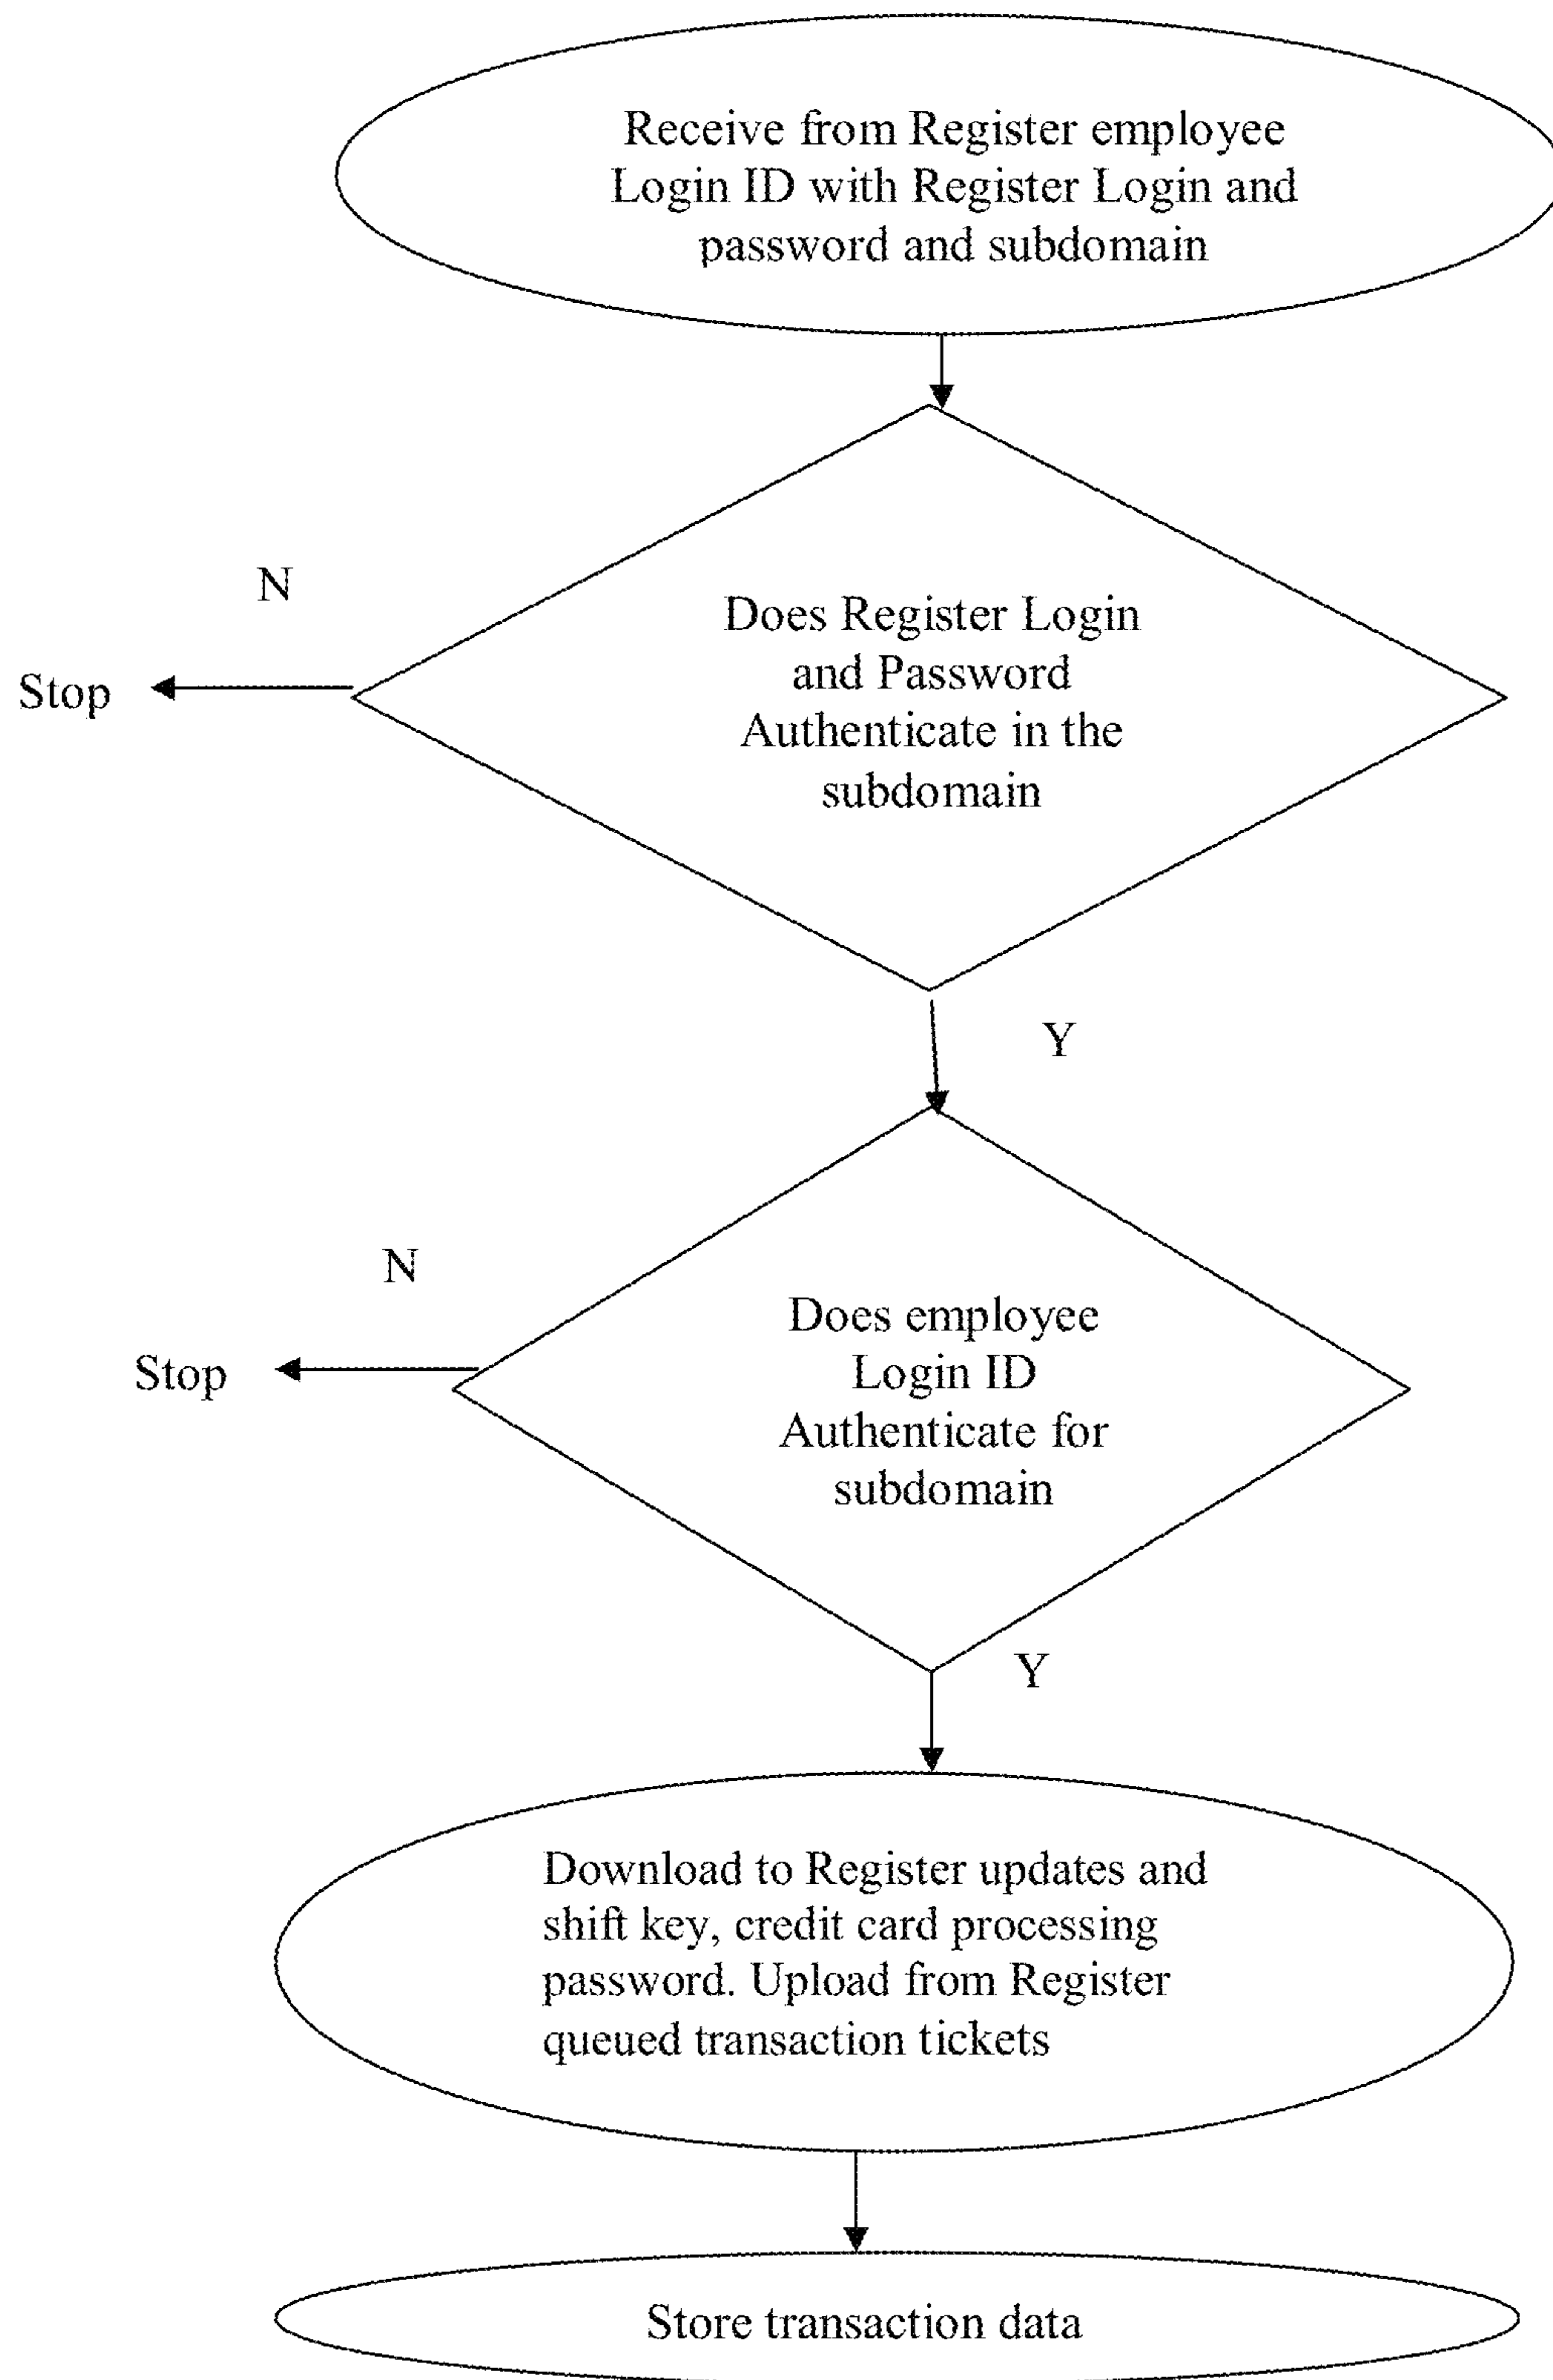 Receive from Register employee
Login ID with Register Login and
password and subdomain
N
Does Register Login
and Password
Authenticate in the
subdomain
Stop
Y
N
Does employee
Login ID
Authenticate for
subdomain
Stop
Y
Download to Register updates and
shift key, credit card processing
password. Upload from Register
queued transaction tickets
Store transaction data